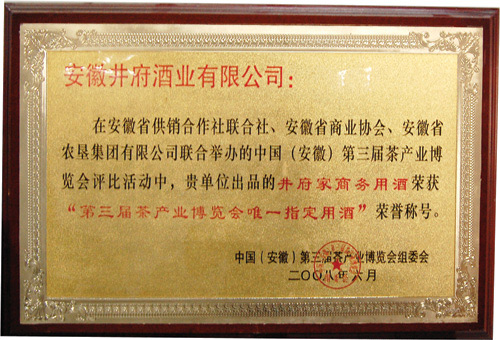 安徽井府酒业有限公司：
在安徽省供销合作社联合社、安徽省商业协会、安徽省
农垦集团有限公司联合举办的中国（安徽）第三届茶产业博
览会评比活动中，贵单位出品的井府家商务用酒荣获
“第三届茶产业博览会唯一指定用酒”荣誉称号。
中国（安徽）第三届茶产业博览会组委会
二〇〇八年六月